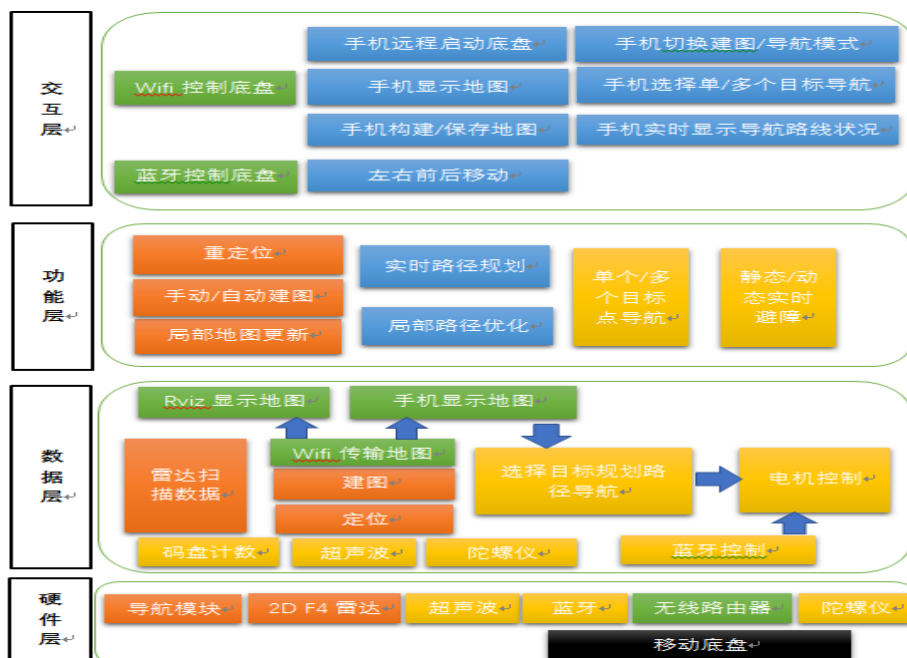 交
互
层
手机远程启动底盘
手机切换建图/导航模式
Wifi 控制底盘
手机显示地图
手机选择单/多个目标导航
手机构建/保存地图
手机实时显示导航路线状况
蓝牙控制底盘
左右前后移动
功
能
层
重定位
手动/自动建图
局部地图更新
实时路径规划
局部路径优化
单个/多
个目标
点导航
静态/动
态实时
避障
数
据
层
Rviz 显示地图
手机显示地图
雷达扫
描数据
Wifi 传输地图
建图
定位
选择目标规划路
径导航
电机控制
码盘计数
超声波
陀螺仪
蓝牙控制
硬
件
层
导航模块
2D F4 雷达
超声波
蓝牙
无线路由器
陀螺仪
移动底盘